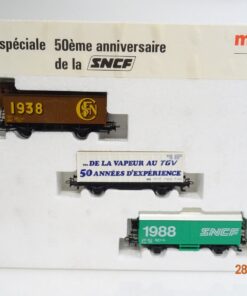 spéciale 50ème anniversaire
de la SNCF
m
1938
...DE LA VAPEUR AU TGV
50 ANNÉES D'EXPÉRIENCE
1988 SNCF
28